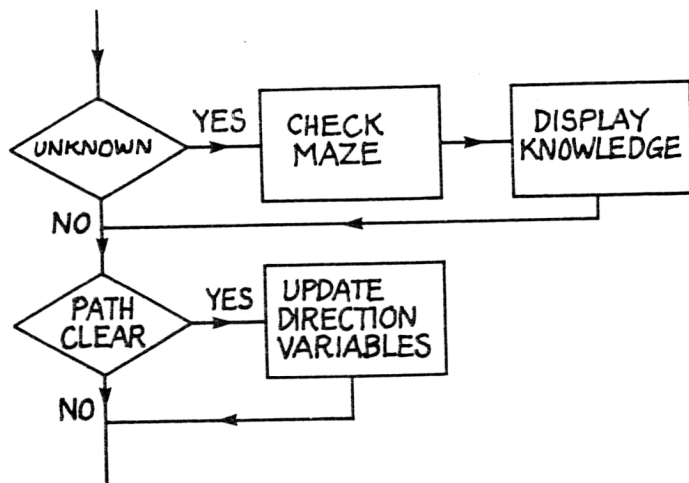 UNKNOWN
YES
CHECK
MAZE
DISPLAY
KNOWLEDGE
NO
PATH
CLEAR
YES
UPDATE
DIRECTION
VARIABLES
NO